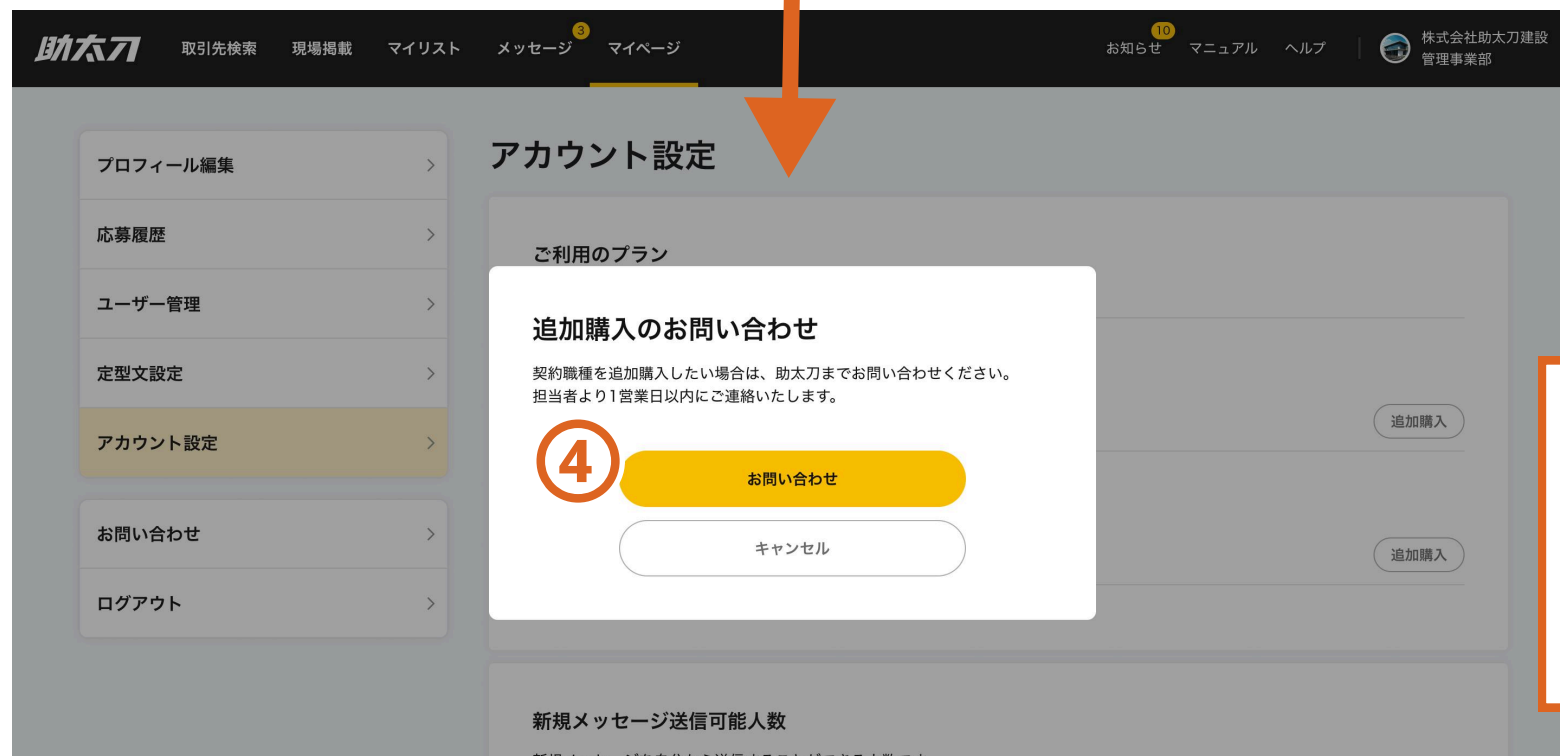 助太刀
取引先検索
現場掲載
マイリスト
メッセージ
3
マイページ
お知らせ
10
マニュアル
ヘルプ
株式会社助太刀建設
管理事業部
プロフィール編集
応募履歴
ユーザー管理
定型文設定
アカウント設定
お問い合わせ
ログアウト
アカウント設定
ご利用のプラン
追加購入のお問い合わせ
契約職種を追加購入したい場合は、助太刀までお問い合わせください。
担当者より1営業日以内にご連絡いたします。
4
お問い合わせ
キャンセル
追加購入
追加購入
新規メッセージ送信可能人数